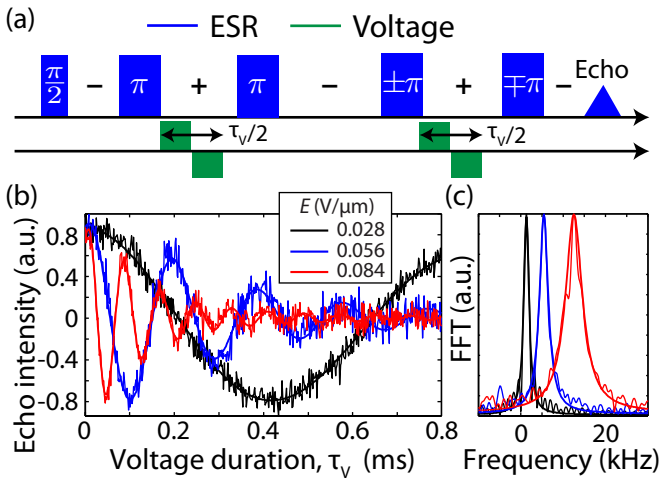 (a)
ESR Voltage
π/2 − π + π − ±π + ∓π − Echo
τᵥ/2 τᵥ/2
(b)
(c)
E (V/μm)
0.028
0.056
0.084
Echo intensity (a.u.)
0.8
0.4
0
-0.4
-0.8
0 0.2 0.4 0.6 0.8
Voltage duration, τᵥ (ms)
FFT (a.u.)
0 20
Frequency (kHz)